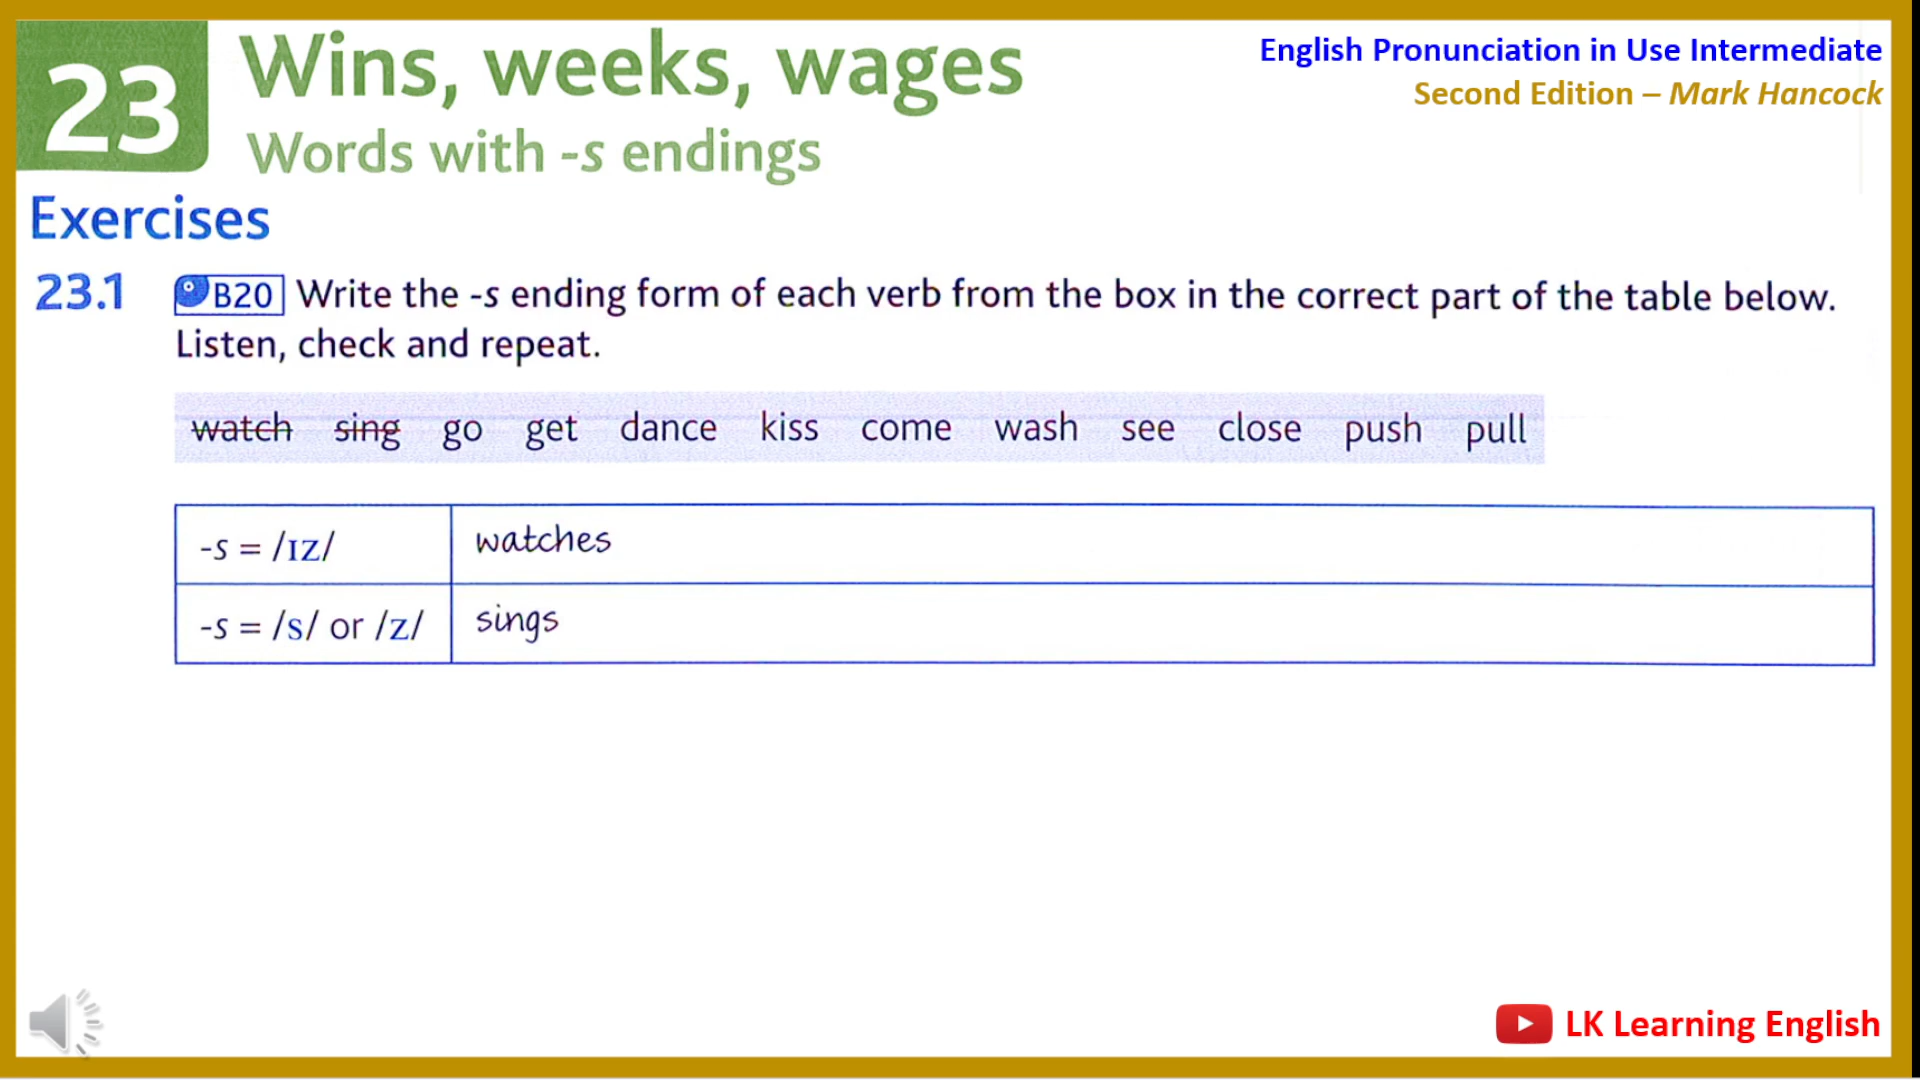 23
Wins, weeks, wages
Words with -s endings
English Pronunciation in Use Intermediate
Second Edition – Mark Hancock
Exercises
23.1 B20 Write the -s ending form of each verb from the box in the correct part of the table below.
Listen, check and repeat.
watch sing go get dance kiss come wash see close push pull
-s = /ɪz/ watches
-s = /s/ or /z/ sings
LK Learning English